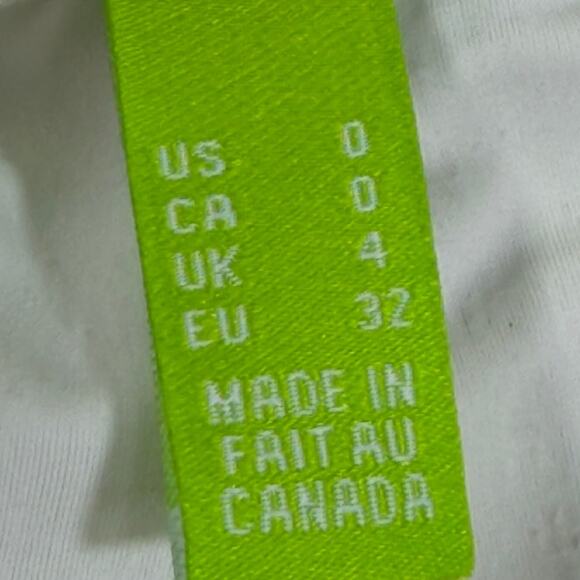 US 0
CA 0
UK 4
EU 32
MADE IN
FAIT AU
CANADA